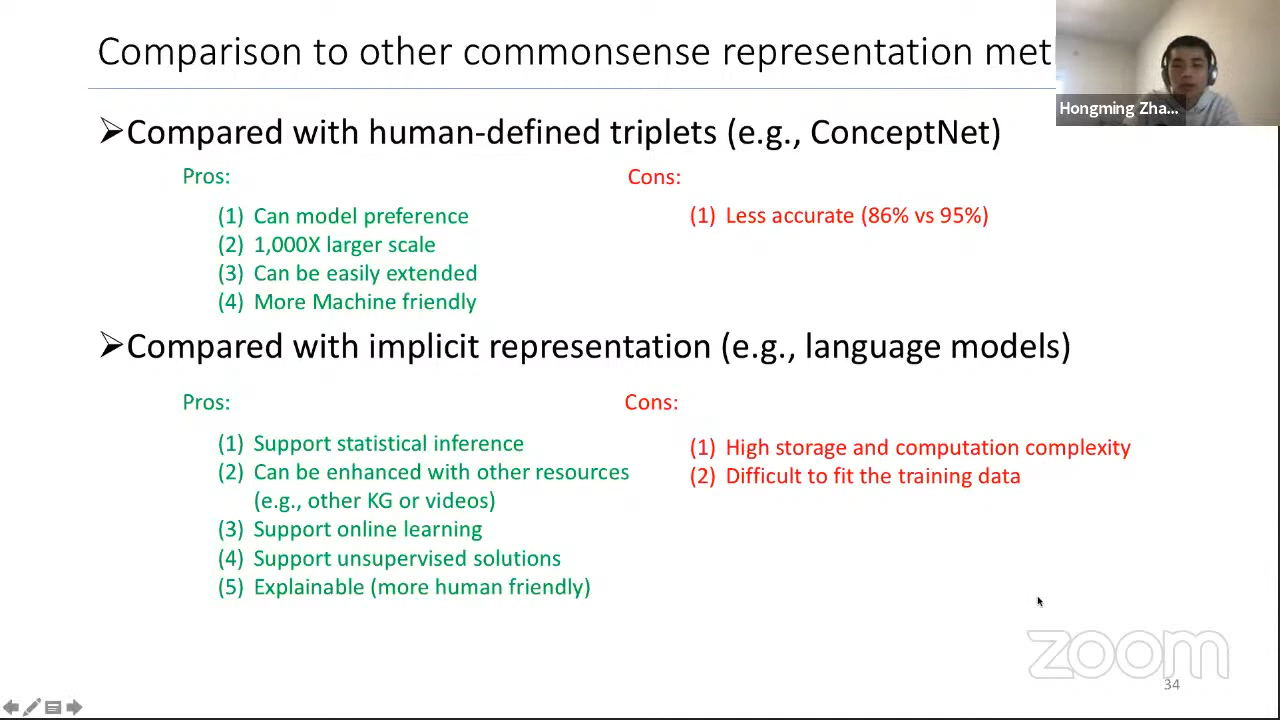 Comparison to other commonsense representation met
Hongming Zha...
➢Compared with human-defined triplets (e.g., ConceptNet)
Pros:
Cons:
(1) Can model preference
(2) 1,000X larger scale
(3) Can be easily extended
(4) More Machine friendly
(1) Less accurate (86% vs 95%)
➢Compared with implicit representation (e.g., language models)
Pros:
Cons:
(1) Support statistical inference
(2) Can be enhanced with other resources
(e.g., other KG or videos)
(3) Support online learning
(4) Support unsupervised solutions
(5) Explainable (more human friendly)
(1) High storage and computation complexity
(2) Difficult to fit the training data
zoom
34